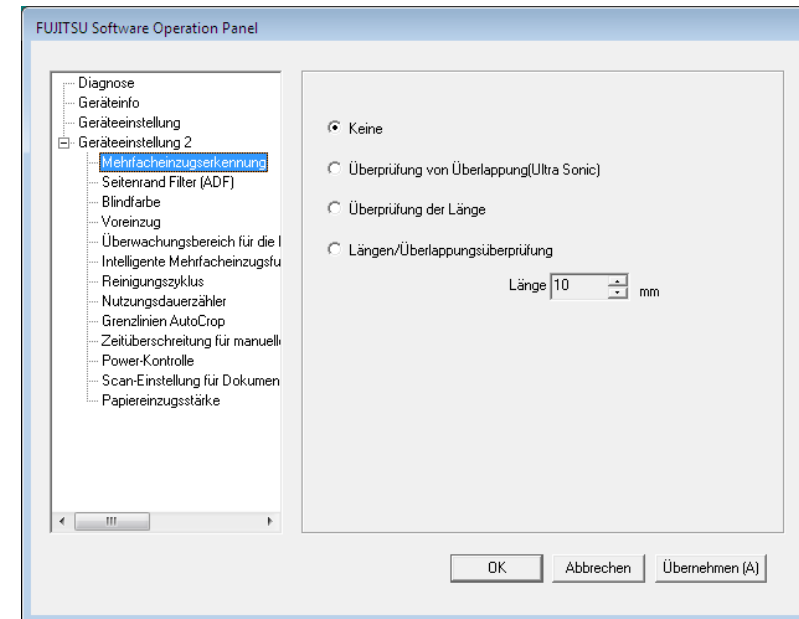 FUJITSU Software Operation Panel
Diagnose
Geräteinfo
Geräteeinstellung
Geräteeinstellung 2
Mehrfacheinzugserkennung
Seitenrand Filter (ADF)
Blindfarbe
Voreinzug
Überwachungsbereich für die
Intelligente Mehrfacheinzugsfu
Reinigungszyklus
Nutzungsdauerzähler
Grenzlinien AutoCrop
Zeitüberschreitung für manuell
Power-Kontrolle
Scan-Einstellung für Dokumen
Papiereinzugsstärke
Keine
Überprüfung von Überlappung(Ultra Sonic)
Überprüfung der Länge
Längen/Überlappungsüberprüfung
Länge 10 mm
OK Abbrechen Übernehmen (A)